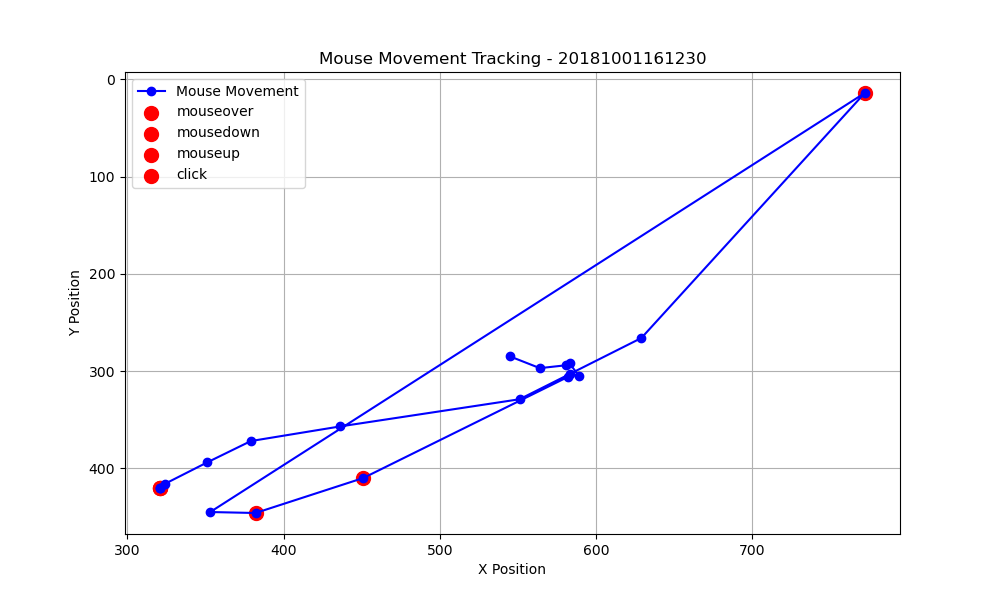 Mouse Movement Tracking - 20181001161230
Mouse Movement
mouseover
mousedown
mouseup
click
0
100
200
300
400
Y Position
300 400 500 600 700
X Position